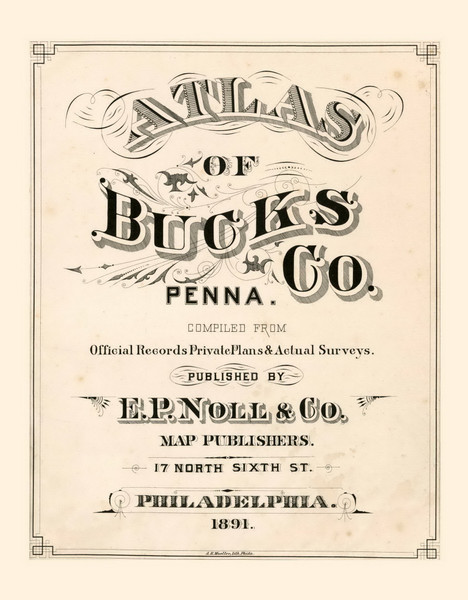 ATLAS
OF
BUCKS
CO.
PENNA.
COMPILED FROM
Official Records Private Plans & Actual Surveys.
PUBLISHED BY
E.P. NOLL & CO.
MAP PUBLISHERS.
17 NORTH SIXTH ST.
PHILADELPHIA.
1891.